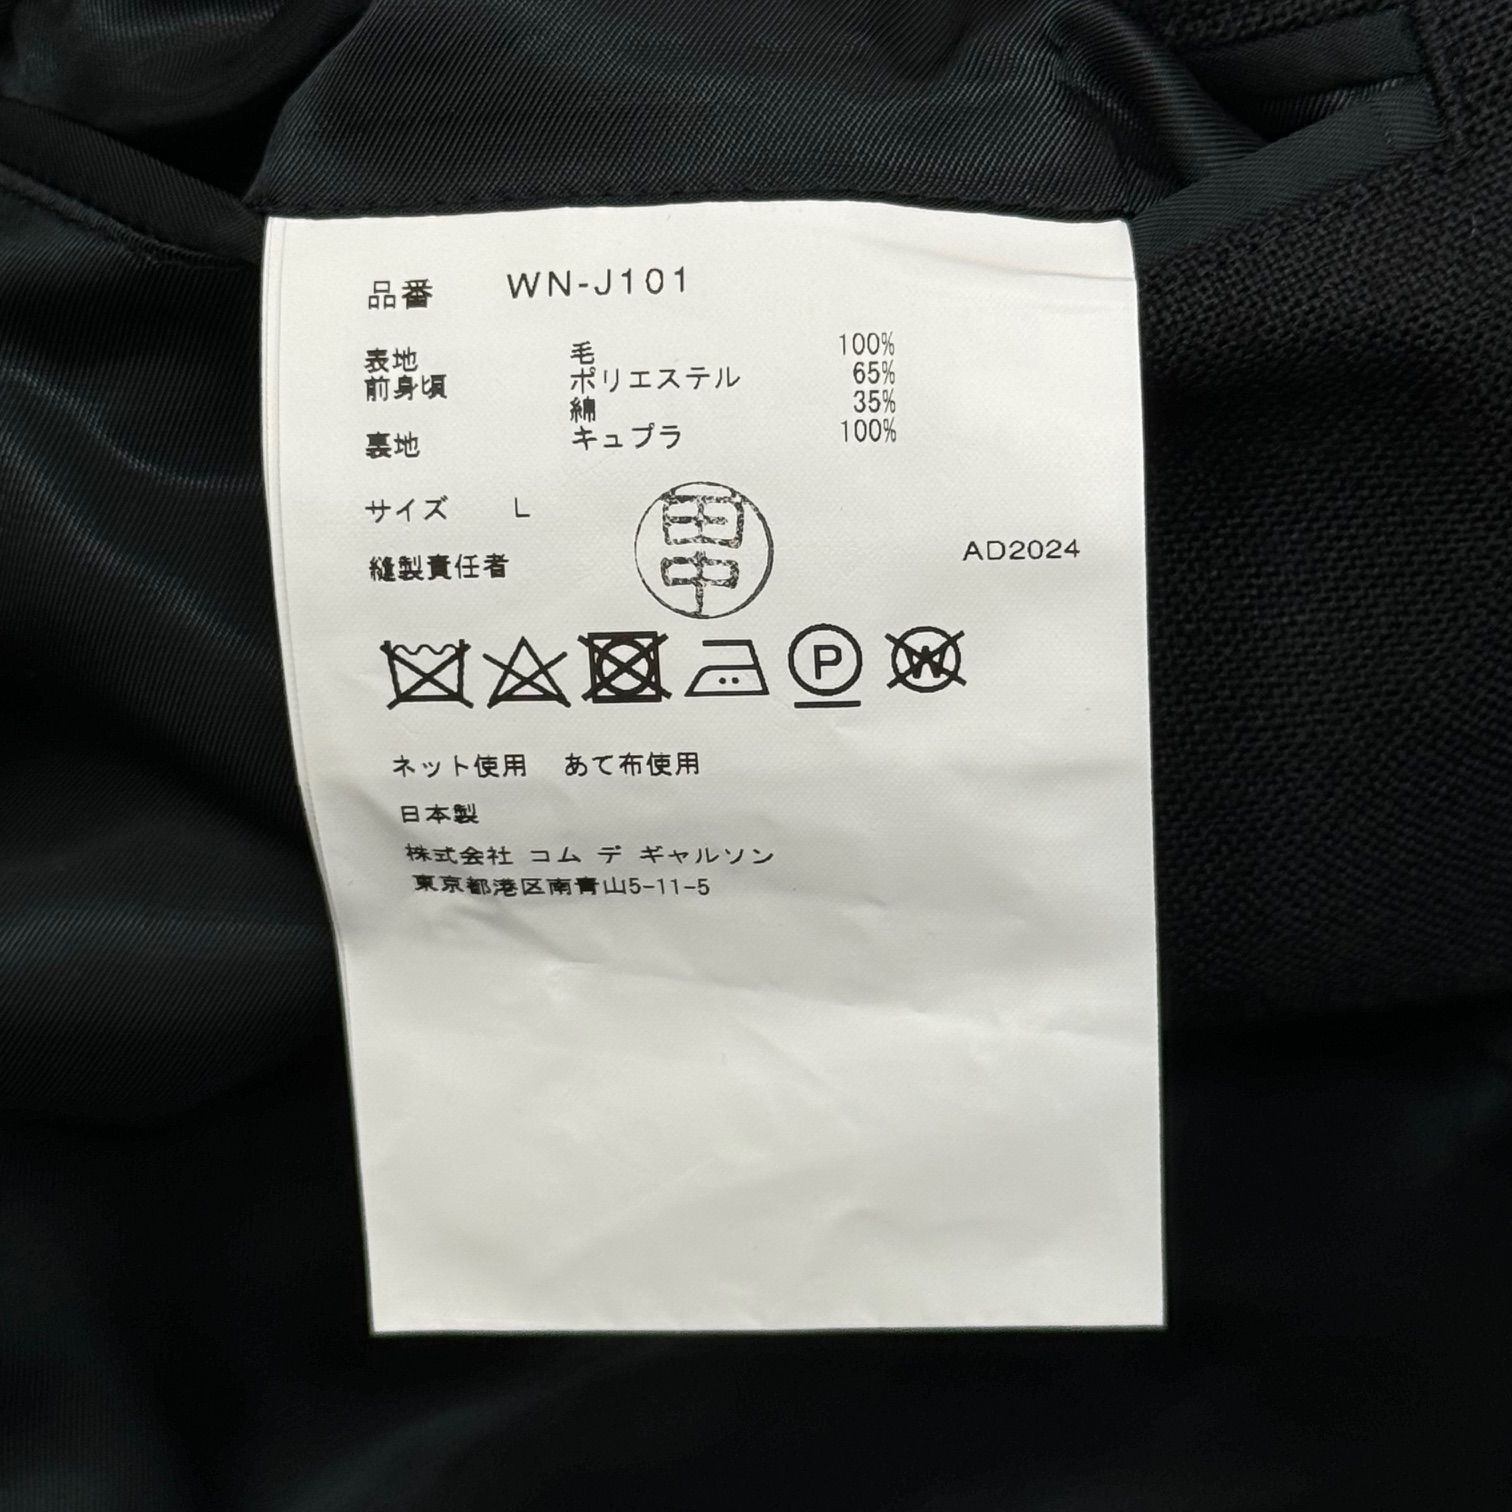 品番 WN-J101
表地 毛 100%
前身頃 ポリエステル 65%
綿 35%
裏地 キュプラ 100%
サイズ L
縫製責任者 田中 AD2024
P W
ネット使用 あて布使用
日本製
株式会社 コム デ ギャルソン
東京都港区南青山5-11-5